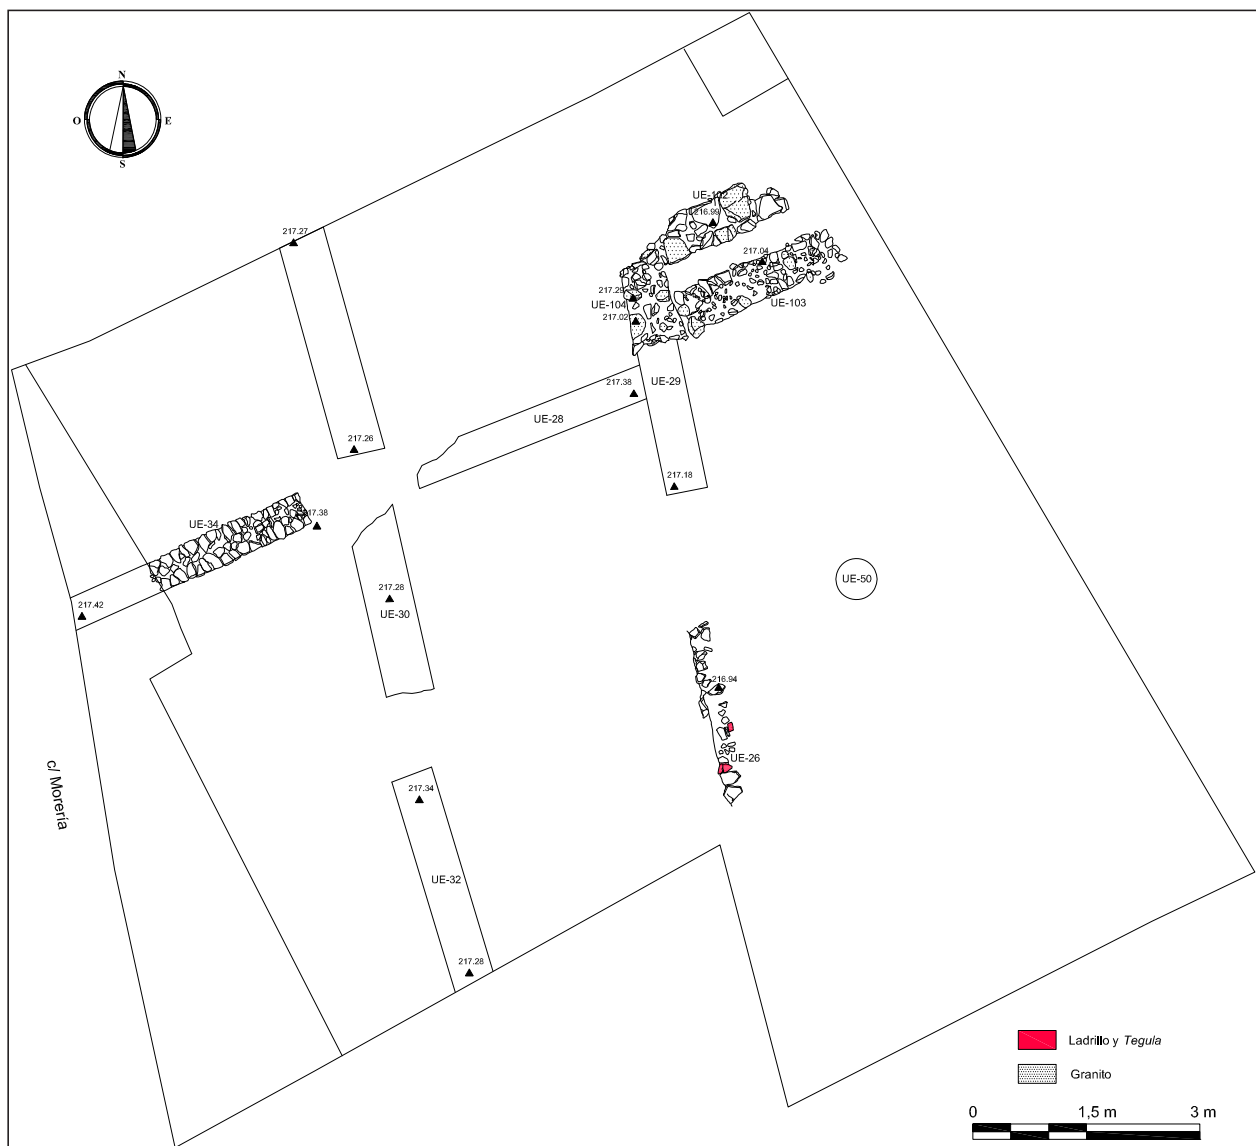 N
O E
S
UE-102
216.99
217.27
217.04
217.29
UE-104
UE-103
217.02
217.38
UE-29
UE-28
217.26
217.18
UE-34
217.38
UE-50
217.28
UE-30
217.42
216.94
UE-26
c/ Morería
217.34
UE-32
217.28
Ladrillo y Tegula
Granito
0 1,5 m 3 m